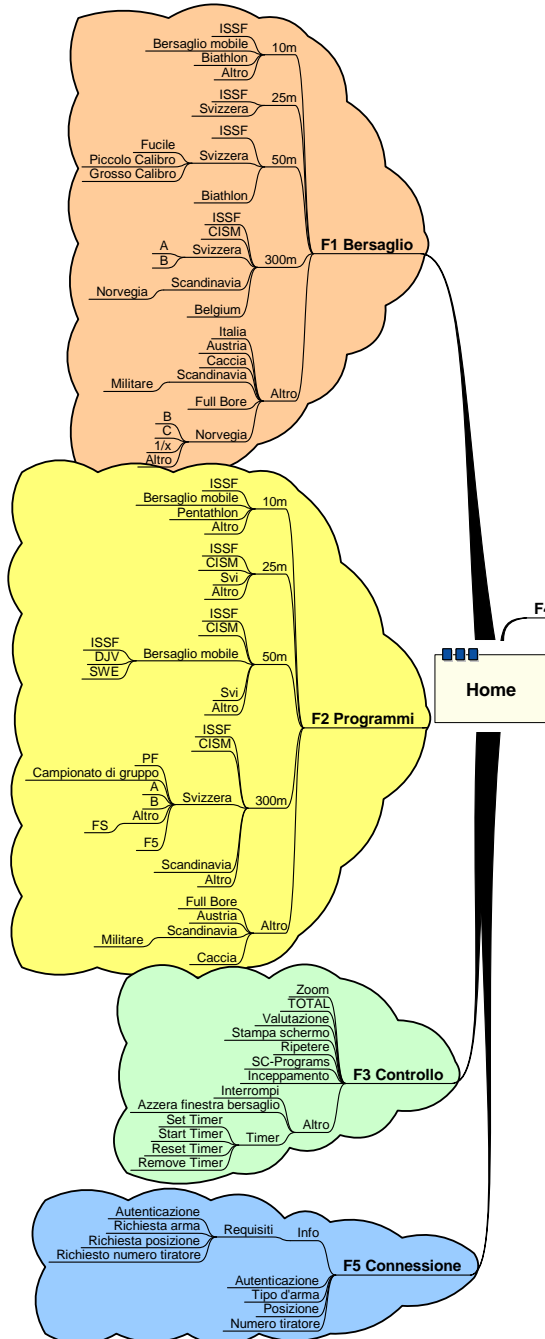 ISSF
Bersaglio mobile
Biathlon
Altro
10m
ISSF
Svizzera
25m
ISSF
Fucile
Piccolo Calibro
Grosso Calibro
Svizzera
Biathlon
50m
ISSF
CISM
A
B
Svizzera
Norvegia
Scandinavia
Belgium
300m
F1 Bersaglio
Italia
Austria
Caccia
Militare
Scandinavia
Full Bore
B
C
1/x
Altro
Norvegia
Altro
ISSF
Bersaglio mobile
Pentathlon
Altro
10m
ISSF
CISM
Svi
Altro
25m
ISSF
CISM
ISSF
DJV
SWE
Bersaglio mobile
Svi
Altro
50m
F2 Programmi
ISSF
CISM
PF
Campionato di gruppo
A
B
FS
Altro
F5
Svizzera
Scandinavia
Altro
300m
Full Bore
Austria
Militare
Scandinavia
Caccia
Altro
F4
Home
Zoom
TOTAL
Valutazione
Stampa schermo
Ripetere
SC-Programs
Inceppamento
F3 Controllo
Interrompi
Azzera finestra bersaglio
Set Timer
Start Timer
Reset Timer
Remove Timer
Timer
Altro
Autenticazione
Richiesta arma
Richiesta posizione
Richiesto numero tiratore
Requisiti
Info
F5 Connessione
Autenticazione
Tipo d'arma
Posizione
Numero tiratore